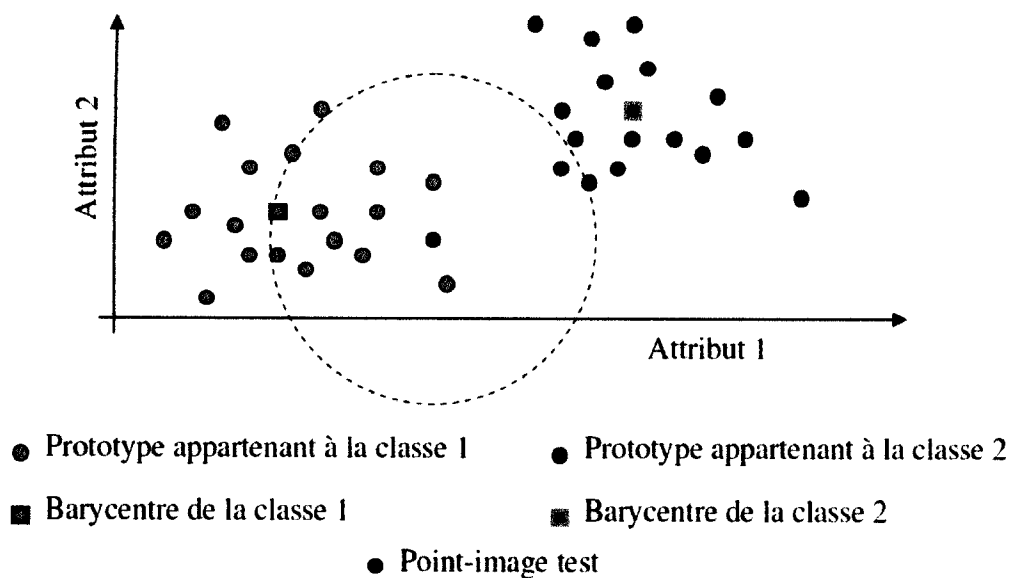 Attribut 2
Attribut 1
Prototype appartenant à la classe 1
Prototype appartenant à la classe 2
Barycentre de la classe 1
Barycentre de la classe 2
Point-image test